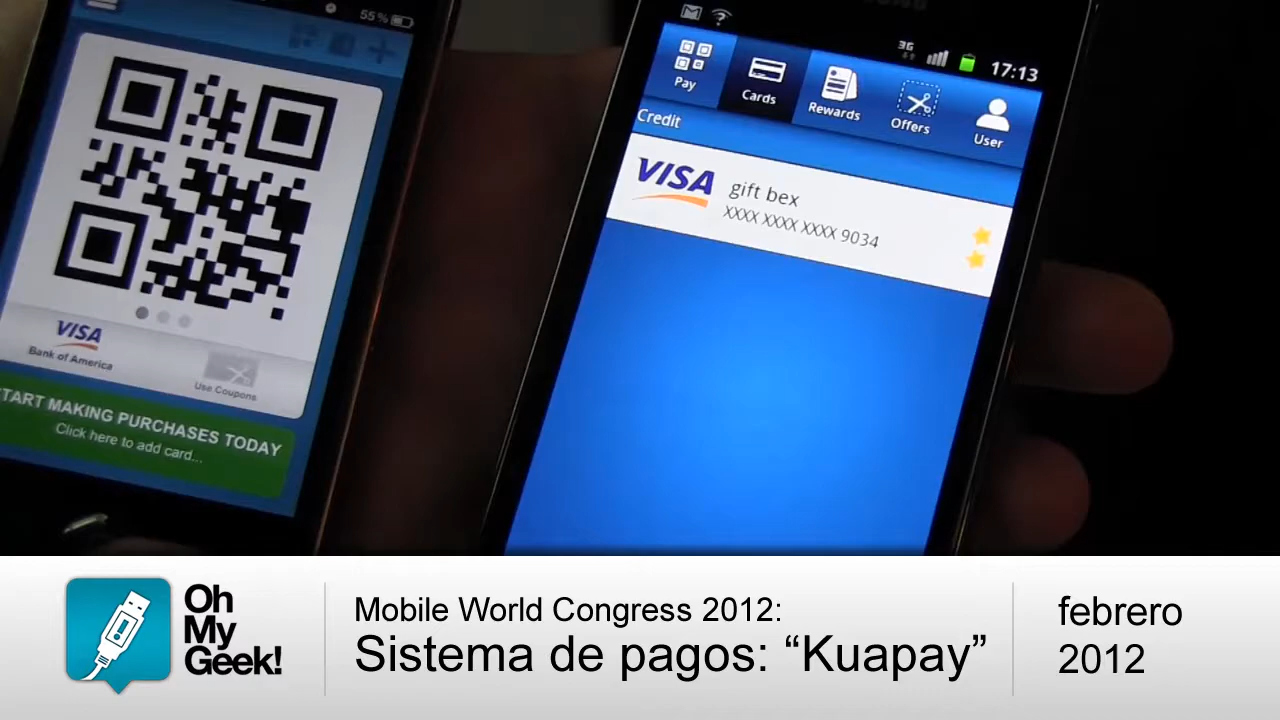 55%
VISA
Bank of America
Use Coupons
START MAKING PURCHASES TODAY
Click here to add card...
3G
17:13
Pay
Cards
Rewards
Offers
User
Credit
VISA
gift bex
XXXX XXXX XXXX 9034
Oh
My
Geek!
Mobile World Congress 2012:
Sistema de pagos: “Kuapay”
febrero
2012